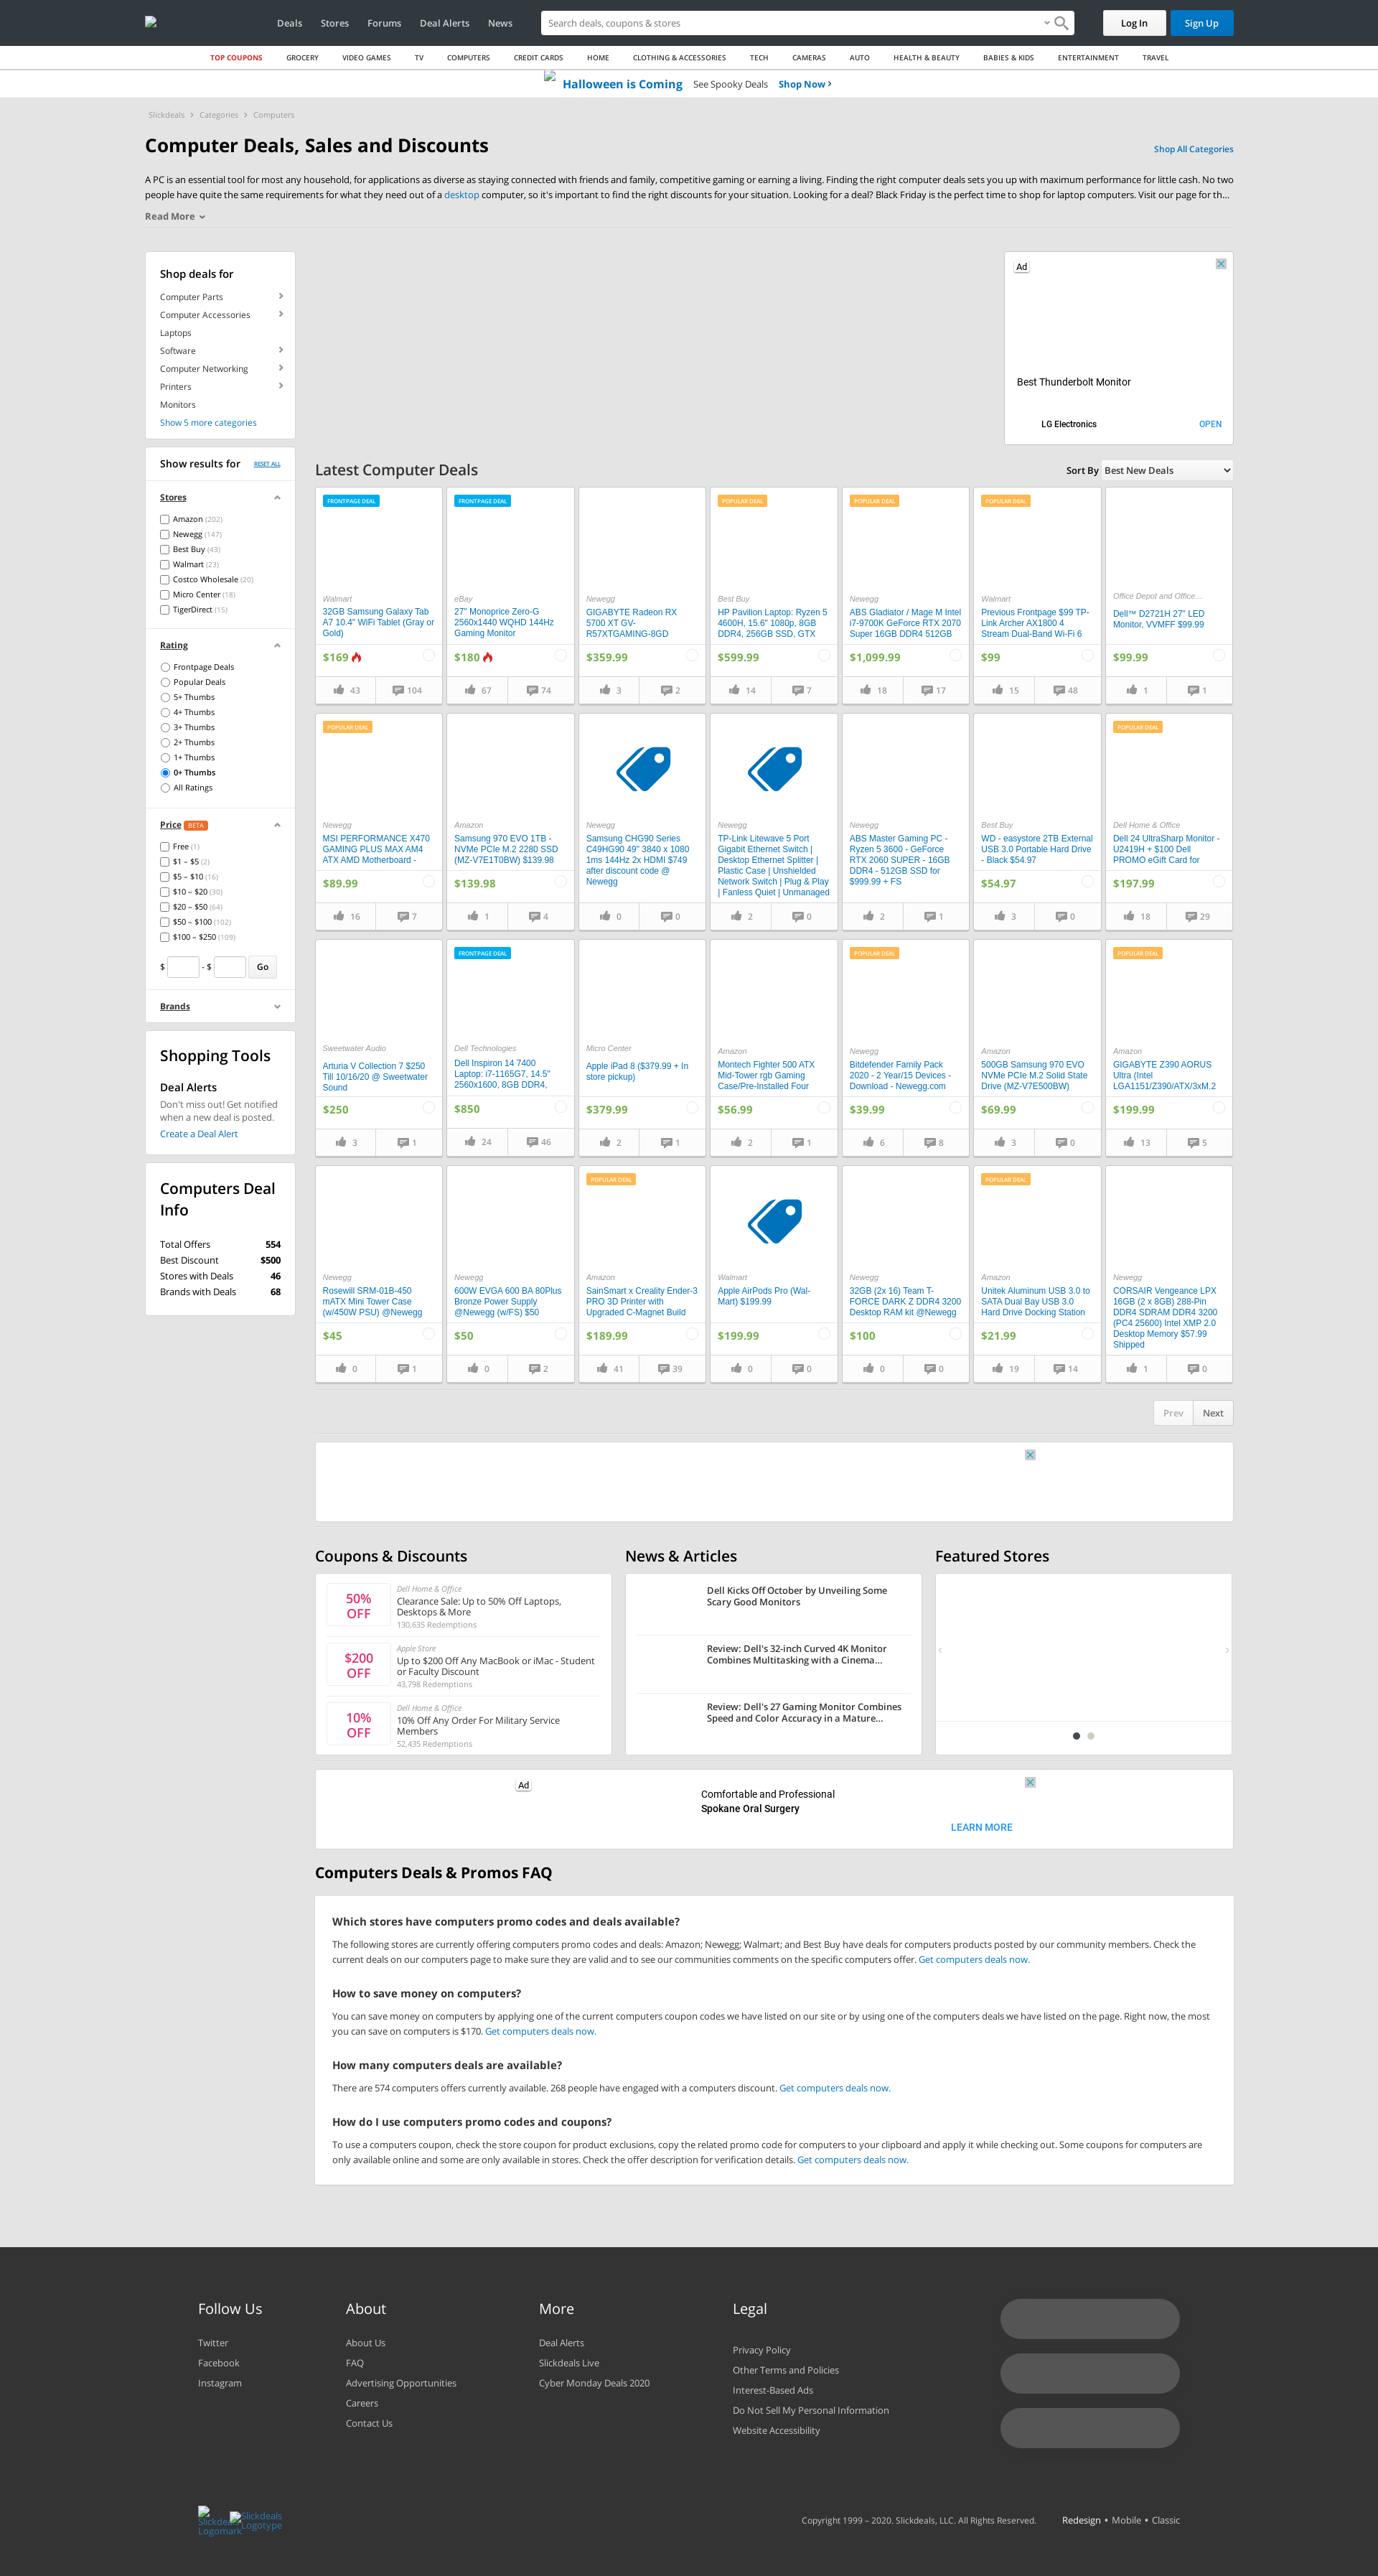 Deals
Stores
Forums
Deal Alerts
News
Search deals, coupons & stores
Log In
Sign Up
TOP COUPONS
GROCERY
VIDEO GAMES
TV
COMPUTERS
CREDIT CARDS
HOME
CLOTHING & ACCESSORIES
TECH
CAMERAS
AUTO
HEALTH & BEAUTY
BABIES & KIDS
ENTERTAINMENT
TRAVEL
Halloween is Coming See Spooky Deals Shop Now
Slickdeals
Categories
Computers
Computer Deals, Sales and Discounts
Shop All Categories
A PC is an essential tool for most any household, for applications as diverse as staying connected with friends and family, competitive gaming or earning a living. Finding the right computer deals sets you up with maximum performance for little cash. No two
people have quite the same requirements for what they need out of a desktop computer, so it's important to find the right discounts for your situation. Looking for a deal? Black Friday is the perfect time to shop for laptop computers. Visit our page for th...
Read More
Shop deals for
Computer Parts
Computer Accessories
Laptops
Software
Computer Networking
Printers
Monitors
Show 5 more categories
Show results for
RESET ALL
Stores
Amazon (202)
Newegg (147)
Best Buy (43)
Walmart (23)
Costco Wholesale (20)
Micro Center (18)
TigerDirect (15)
Rating
Frontpage Deals
Popular Deals
5+ Thumbs
4+ Thumbs
3+ Thumbs
2+ Thumbs
1+ Thumbs
0+ Thumbs
All Ratings
Price BETA
Free (1)
$1 – $5 (2)
$5 – $10 (16)
$10 – $20 (30)
$20 – $50 (64)
$50 – $100 (102)
$100 – $250 (109)
$ - $ Go
Brands
Shopping Tools
Deal Alerts
Don't miss out! Get notified
when a new deal is posted.
Create a Deal Alert
Computers Deal
Info
Total Offers 554
Best Discount $500
Stores with Deals 46
Brands with Deals 68
Ad
Best Thunderbolt Monitor
LG Electronics
OPEN
Latest Computer Deals
Sort By Best New Deals
FRONTPAGE DEAL
Walmart
32GB Samsung Galaxy Tab
A7 10.4" WiFi Tablet (Gray or
Gold)
$169
43
104
FRONTPAGE DEAL
eBay
27" Monoprice Zero-G
2560x1440 WQHD 144Hz
Gaming Monitor
$180
67
74
Newegg
GIGABYTE Radeon RX
5700 XT GV-
R57XTGAMING-8GD
$359.99
3
2
POPULAR DEAL
Best Buy
HP Pavilion Laptop: Ryzen 5
4600H, 15.6" 1080p, 8GB
DDR4, 256GB SSD, GTX
$599.99
14
7
POPULAR DEAL
Newegg
ABS Gladiator / Mage M Intel
i7-9700K GeForce RTX 2070
Super 16GB DDR4 512GB
$1,099.99
18
17
POPULAR DEAL
Walmart
Previous Frontpage $99 TP-
Link Archer AX1800 4
Stream Dual-Band Wi-Fi 6
$99
15
48
Office Depot and Office...
Dell™ D2721H 27" LED
Monitor, VVMFF $99.99
$99.99
1
1
POPULAR DEAL
Newegg
MSI PERFORMANCE X470
GAMING PLUS MAX AM4
ATX AMD Motherboard -
$89.99
16
7
Amazon
Samsung 970 EVO 1TB -
NVMe PCIe M.2 2280 SSD
(MZ-V7E1T0BW) $139.98
$139.98
1
4
Newegg
Samsung CHG90 Series
C49HG90 49" 3840 x 1080
1ms 144Hz 2x HDMI $749
after discount code @
Newegg
0
0
Newegg
TP-Link Litewave 5 Port
Gigabit Ethernet Switch |
Desktop Ethernet Splitter |
Plastic Case | Unshielded
Network Switch | Plug & Play
| Fanless Quiet | Unmanaged
2
0
Newegg
ABS Master Gaming PC -
Ryzen 5 3600 - GeForce
RTX 2060 SUPER - 16GB
DDR4 - 512GB SSD for
$999.99 + FS
2
1
Best Buy
WD - easystore 2TB External
USB 3.0 Portable Hard Drive
- Black $54.97
$54.97
3
0
POPULAR DEAL
Dell Home & Office
Dell 24 UltraSharp Monitor -
U2419H + $100 Dell
PROMO eGift Card for
$197.99
18
29
Sweetwater Audio
Arturia V Collection 7 $250
Till 10/16/20 @ Sweetwater
Sound
$250
3
1
FRONTPAGE DEAL
Dell Technologies
Dell Inspiron 14 7400
Laptop: i7-1165G7, 14.5"
2560x1600, 8GB DDR4,
$850
24
46
Micro Center
Apple iPad 8 ($379.99 + In
store pickup)
$379.99
2
1
Amazon
Montech Fighter 500 ATX
Mid-Tower rgb Gaming
Case/Pre-Installed Four
$56.99
2
1
POPULAR DEAL
Newegg
Bitdefender Family Pack
2020 - 2 Year/15 Devices -
Download - Newegg.com
$39.99
6
8
Amazon
500GB Samsung 970 EVO
NVMe PCIe M.2 Solid State
Drive (MZ-V7E500BW)
$69.99
3
0
POPULAR DEAL
Amazon
GIGABYTE Z390 AORUS
Ultra (Intel
LGA1151/Z390/ATX/3xM.2
$199.99
13
5
Newegg
Rosewill SRM-01B-450
mATX Mini Tower Case
(w/450W PSU) @Newegg
$45
0
1
Newegg
600W EVGA 600 BA 80Plus
Bronze Power Supply
@Newegg (w/FS) $50
$50
0
2
POPULAR DEAL
Amazon
SainSmart x Creality Ender-3
PRO 3D Printer with
Upgraded C-Magnet Build
$189.99
41
39
Walmart
Apple AirPods Pro (Wal-
Mart) $199.99
$199.99
0
0
Newegg
32GB (2x 16) Team T-
FORCE DARK Z DDR4 3200
Desktop RAM kit @Newegg
$100
0
0
POPULAR DEAL
Amazon
Unitek Aluminum USB 3.0 to
SATA Dual Bay USB 3.0
Hard Drive Docking Station
$21.99
19
14
Newegg
CORSAIR Vengeance LPX
16GB (2 x 8GB) 288-Pin
DDR4 SDRAM DDR4 3200
(PC4 25600) Intel XMP 2.0
Desktop Memory $57.99
Shipped
1
0
Prev
Next
Coupons & Discounts
50%
OFF
Dell Home & Office
Clearance Sale: Up to 50% Off Laptops,
Desktops & More
130,635 Redemptions
$200
OFF
Apple Store
Up to $200 Off Any MacBook or iMac - Student
or Faculty Discount
43,798 Redemptions
10%
OFF
Dell Home & Office
10% Off Any Order For Military Service
Members
52,435 Redemptions
News & Articles
Dell Kicks Off October by Unveiling Some
Scary Good Monitors
Review: Dell's 32-inch Curved 4K Monitor
Combines Multitasking with a Cinema...
Review: Dell's 27 Gaming Monitor Combines
Speed and Color Accuracy in a Mature...
Featured Stores
Ad
Comfortable and Professional
Spokane Oral Surgery
LEARN MORE
Computers Deals & Promos FAQ
Which stores have computers promo codes and deals available?
The following stores are currently offering computers promo codes and deals: Amazon; Newegg; Walmart; and Best Buy have deals for computers products posted by our community members. Check the
current deals on our computers page to make sure they are valid and to see our communities comments on the specific computers offer. Get computers deals now.
How to save money on computers?
You can save money on computers by applying one of the current computers coupon codes we have listed on our site or by using one of the computers deals we have listed on the page. Right now, the most
you can save on computers is $170. Get computers deals now.
How many computers deals are available?
There are 574 computers offers currently available. 268 people have engaged with a computers discount. Get computers deals now.
How do I use computers promo codes and coupons?
To use a computers coupon, check the store coupon for product exclusions, copy the related promo code for computers to your clipboard and apply it while checking out. Some coupons for computers are
only available online and some are only available in stores. Check the offer description for verification details. Get computers deals now.
Follow Us
Twitter
Facebook
Instagram
About
About Us
FAQ
Advertising Opportunities
Careers
Contact Us
More
Deal Alerts
Slickdeals Live
Cyber Monday Deals 2020
Legal
Privacy Policy
Other Terms and Policies
Interest-Based Ads
Do Not Sell My Personal Information
Website Accessibility
Slickdeals
Logomark
Slickdeals
Logotype
Copyright 1999 – 2020. Slickdeals, LLC. All Rights Reserved.
Redesign • Mobile • Classic